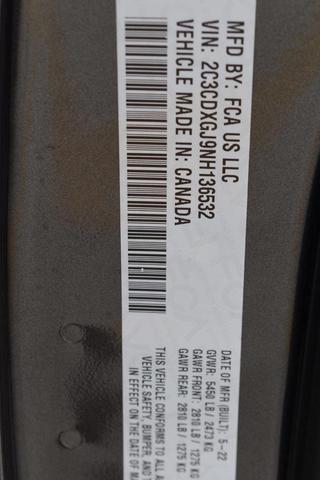 MFD BY: FCA US LLC
VIN: 2C3CDXGJ9NH136532
VEHICLE MADE IN: CANADA
DATE OF MFR (BUILT): 5-22
GVWR: 5450 LB / 2473 KG
GAWR FRONT: 2810 LB / 1275 KG
GAWR REAR: 2810 LB / 1275 KG
THIS VEHICLE CONFORMS TO ALL A
VEHICLE SAFETY, BUMPER, AND T
IN EFFECT ON THE DATE OF MA